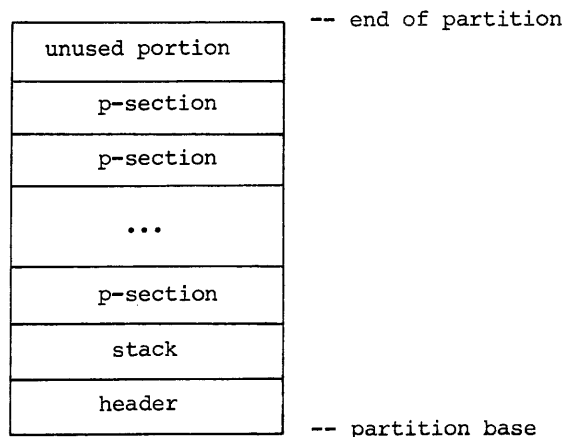 -- end of partition
unused portion
p-section
p-section
...
p-section
stack
header
-- partition base